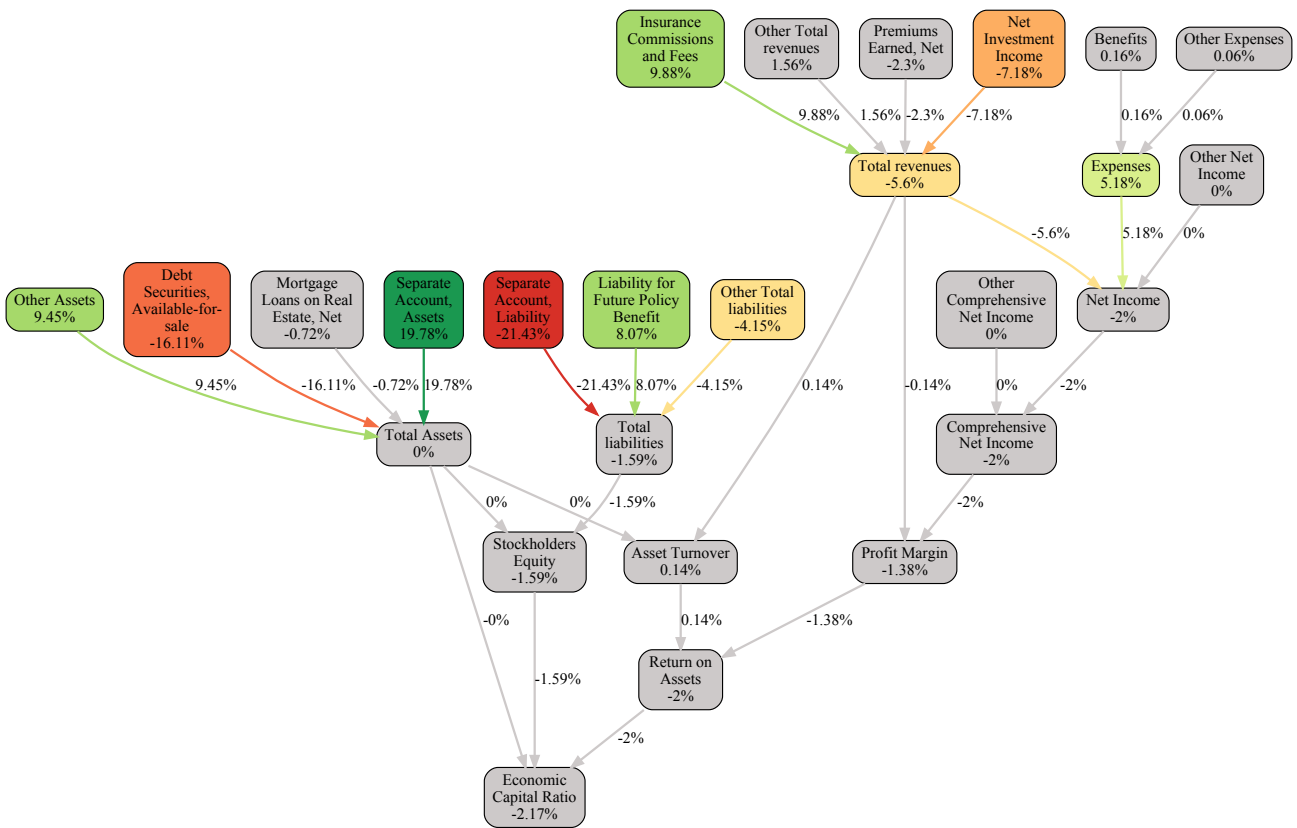 Insurance
Commissions
and Fees
9.88%
Other Total
revenues
1.56%
Premiums
Earned, Net
-2.3%
Net
Investment
Income
-7.18%
Benefits
0.16%
Other Expenses
0.06%
9.88%
1.56%
-2.3%
-7.18%
0.16%
0.06%
Total revenues
-5.6%
Expenses
5.18%
Other Net
Income
0%
-5.6%
5.18%
0%
Other Assets
9.45%
Debt
Securities,
Available-for-
sale
-16.11%
Mortgage
Loans on Real
Estate, Net
-0.72%
Separate
Account,
Assets
19.78%
Separate
Account,
Liability
-21.43%
Liability for
Future Policy
Benefit
8.07%
Other Total
liabilities
-4.15%
Other
Comprehensive
Net Income
0%
Net Income
-2%
9.45%
-16.11%
-0.72%
19.78%
-21.43%
8.07%
-4.15%
0.14%
-0.14%
0%
-2%
Total Assets
0%
Total
liabilities
-1.59%
Comprehensive
Net Income
-2%
0%
0%
-1.59%
-2%
Stockholders
Equity
-1.59%
Asset Turnover
0.14%
Profit Margin
-1.38%
-0%
0.14%
-1.38%
-1.59%
Return on
Assets
-2%
-2%
Economic
Capital Ratio
-2.17%